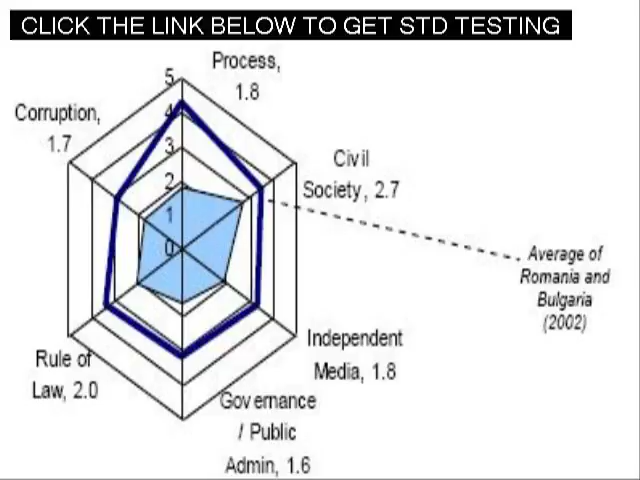 CLICK THE LINK BELOW TO GET STD TESTING
Process,
1.8
5
4
3
2
1
0
Corruption,
1.7
Civil
Society, 2.7
Average of
Romania and
Bulgaria
(2002)
Independent
Media, 1.8
Rule of
Law, 2.0
Governance
/ Public
Admin, 1.6